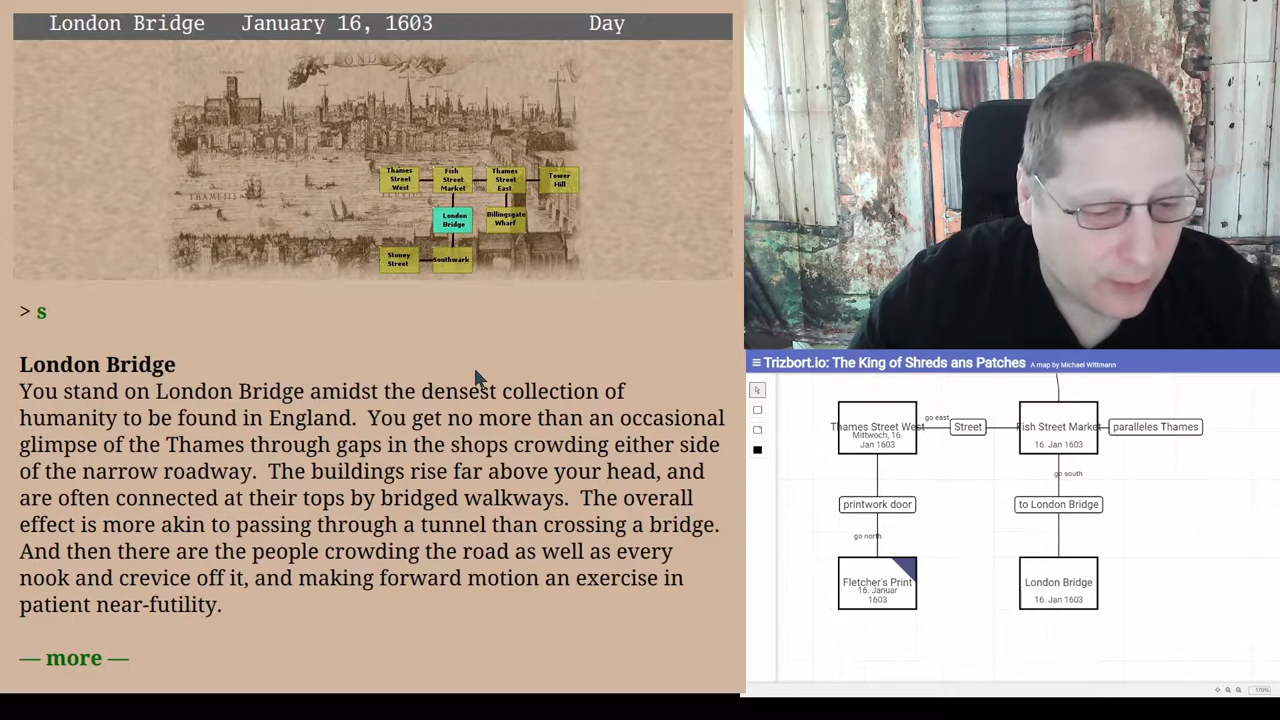 London Bridge January 16, 1603 Day
Thames
Street
West
Fish
Street
Market
Thames
Street
East
Tower
Hill
London
Bridge
Billingsgate
Wharf
Stoney
Street
Southwark
THAMESIS
> s
London Bridge
You stand on London Bridge amidst the densest collection of
humanity to be found in England. You get no more than an occasional
glimpse of the Thames through gaps in the shops crowding either side
of the narrow roadway. The buildings rise far above your head, and
are often connected at their tops by bridged walkways. The overall
effect is more akin to passing through a tunnel than crossing a bridge.
And then there are the people crowding the road as well as every
nook and crevice off it, and making forward motion an exercise in
patient near-futility.
— more —
≡ Trizbort.io: The King of Shreds ans Patches A map by Michael Wittmann
Thames Street West
Mittwoch, 16.
Jan 1603
go east
Street
Fish Street Market
16. Jan 1603
paralleles Thames
go south
printwork door
to London Bridge
go north
Fletcher's Print
16. Januar
1603
London Bridge
16. Jan 1603
170%